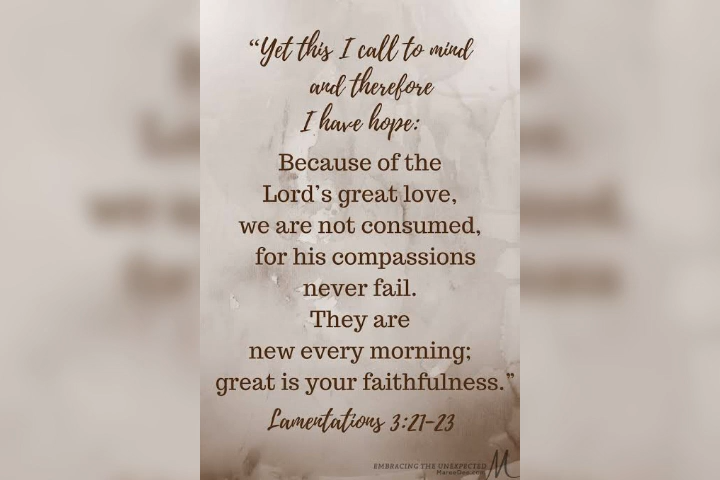 “Yet this I call to mind
and therefore
I have hope:
Because of the
Lord’s great love,
we are not consumed,
for his compassions
never fail.
They are
new every morning;
great is your faithfulness.”
Lamentations 3:21-23
EMBRACING THE UNEXPECTED
M
MareeDee.com